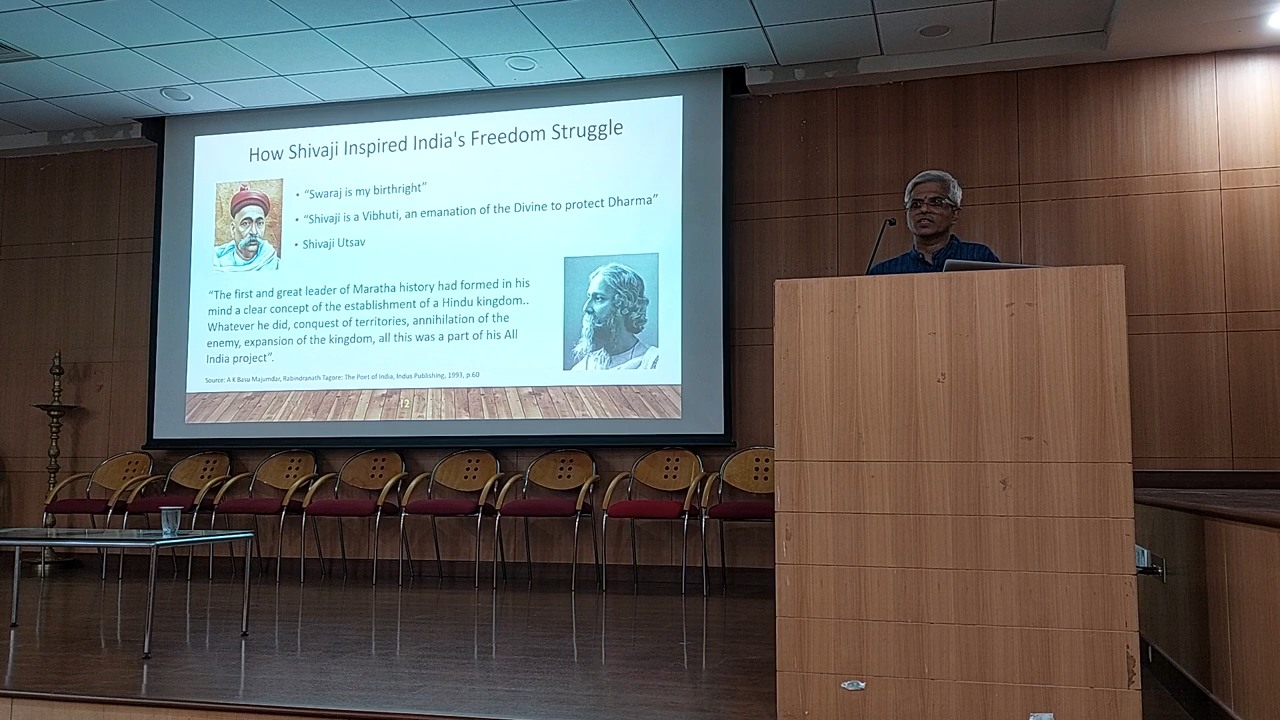 How Shivaji Inspired India's Freedom Struggle
• “Swaraj is my birthright”
• “Shivaji is a Vibhuti, an emanation of the Divine to protect Dharma”
• Shivaji Utsav
“The first and great leader of Maratha history had formed in his
mind a clear concept of the establishment of a Hindu kingdom..
Whatever he did, conquest of territories, annihilation of the
enemy, expansion of the kingdom, all this was a part of his All
India project”.
Source: A K Basu Majumdar, Rabindranath Tagore: The Poet of India, Indus Publishing, 1993, p.60